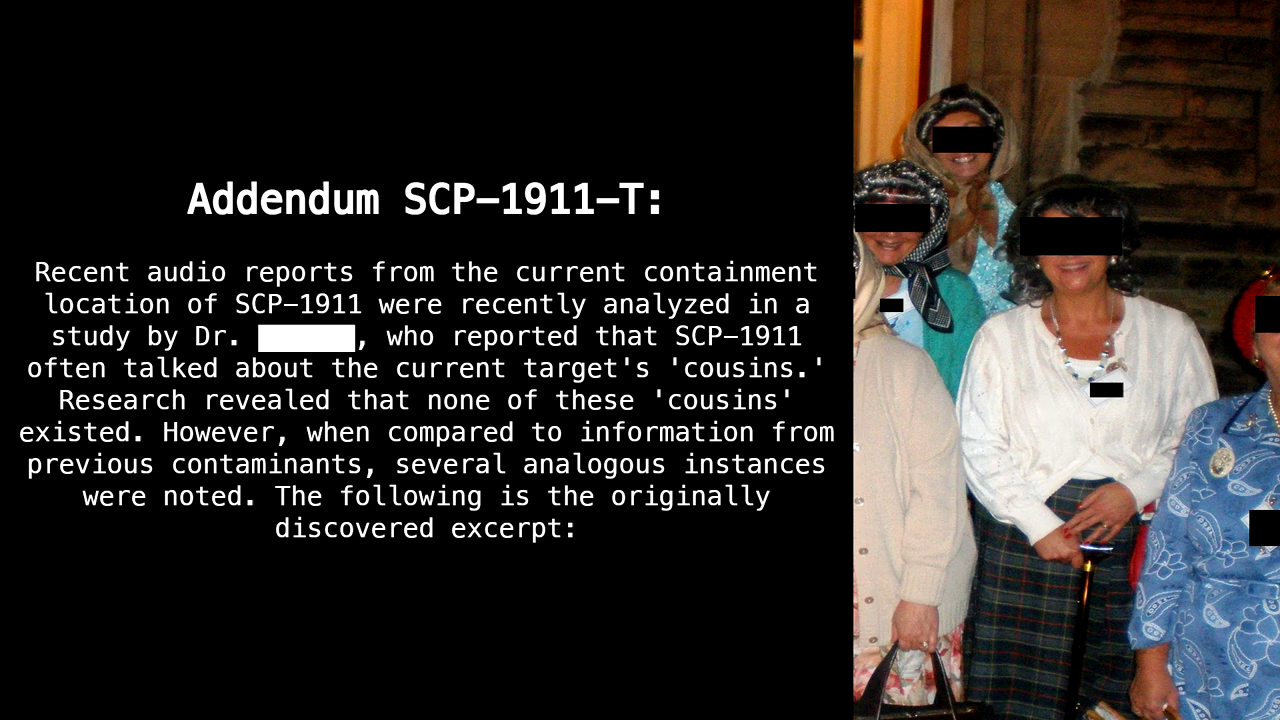 Addendum SCP–1911–T:
Recent audio reports from the current containment
location of SCP–1911 were recently analyzed in a
study by Dr. , who reported that SCP–1911
often talked about the current target's 'cousins.'
Research revealed that none of these 'cousins'
existed. However, when compared to information from
previous contaminants, several analogous instances
were noted. The following is the originally
discovered excerpt: